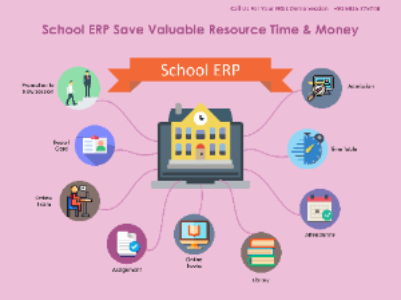 School ERP Save Valuable Resource Time & Money
School ERP
Promotion to
New session
Admission
Report
Card
Time Table
Online
Exam
Attendance
Assignment
Online
Books
Library